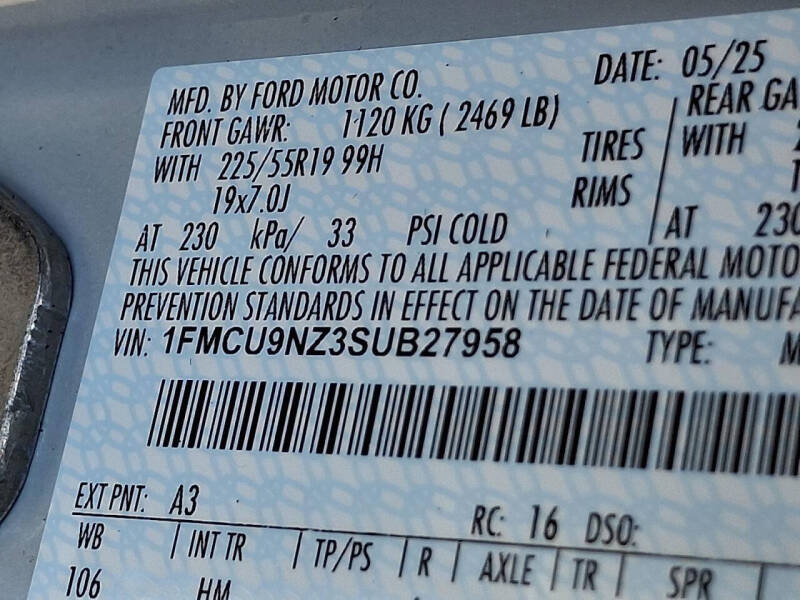 MFD. BY FORD MOTOR CO. DATE: 05/25
FRONT GAWR: 1120 KG ( 2469 LB) REAR GA
WITH 225/55R19 99H TIRES WITH
19x7.0J RIMS
AT 230 kPa/ 33 PSI COLD AT 230
THIS VEHICLE CONFORMS TO ALL APPLICABLE FEDERAL MOTO
PREVENTION STANDARDS IN EFFECT ON THE DATE OF MANUFA
VIN: 1FMCU9NZ3SUB27958 TYPE: M
EXT PNT: A3 RC: 16 DSO:
WB INT TR TP/PS R AXLE TR SPR
106 HM